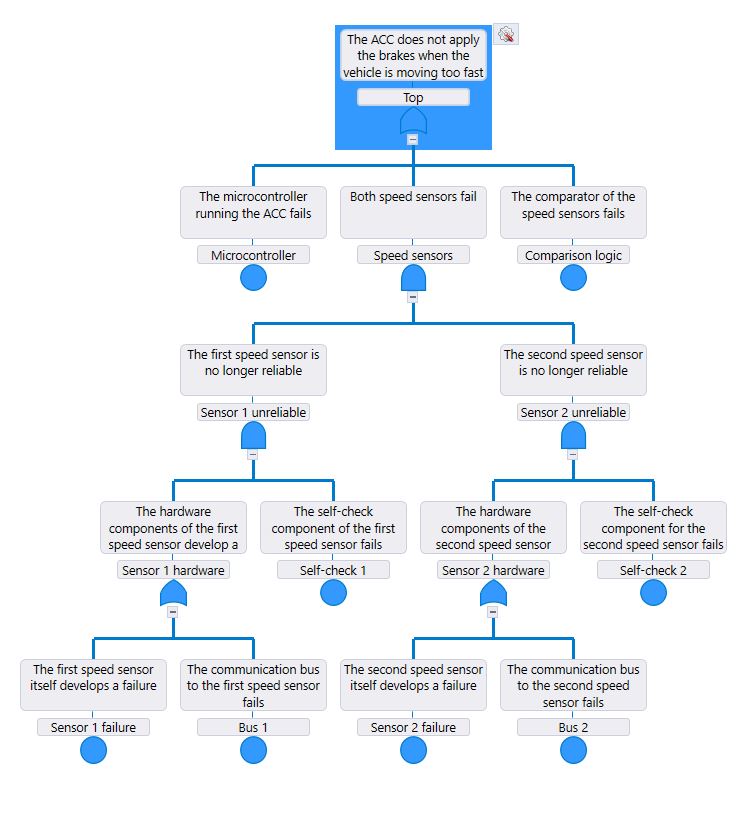 The ACC does not apply
the brakes when the
vehicle is moving too fast
Top
The microcontroller
running the ACC fails
Microcontroller
Both speed sensors fail
Speed sensors
The comparator of the
speed sensors fails
Comparison logic
The first speed sensor is
no longer reliable
Sensor 1 unreliable
The second speed sensor
is no longer reliable
Sensor 2 unreliable
The hardware
components of the first
speed sensor develop a
Sensor 1 hardware
The self-check
component of the first
speed sensor fails
Self-check 1
The hardware
components of the
second speed sensor
Sensor 2 hardware
The self-check
component for the
second speed sensor fails
Self-check 2
The first speed sensor
itself develops a failure
Sensor 1 failure
The communication bus
to the first speed sensor
fails
Bus 1
The second speed sensor
itself develops a failure
Sensor 2 failure
The communication bus
to the second speed
sensor fails
Bus 2